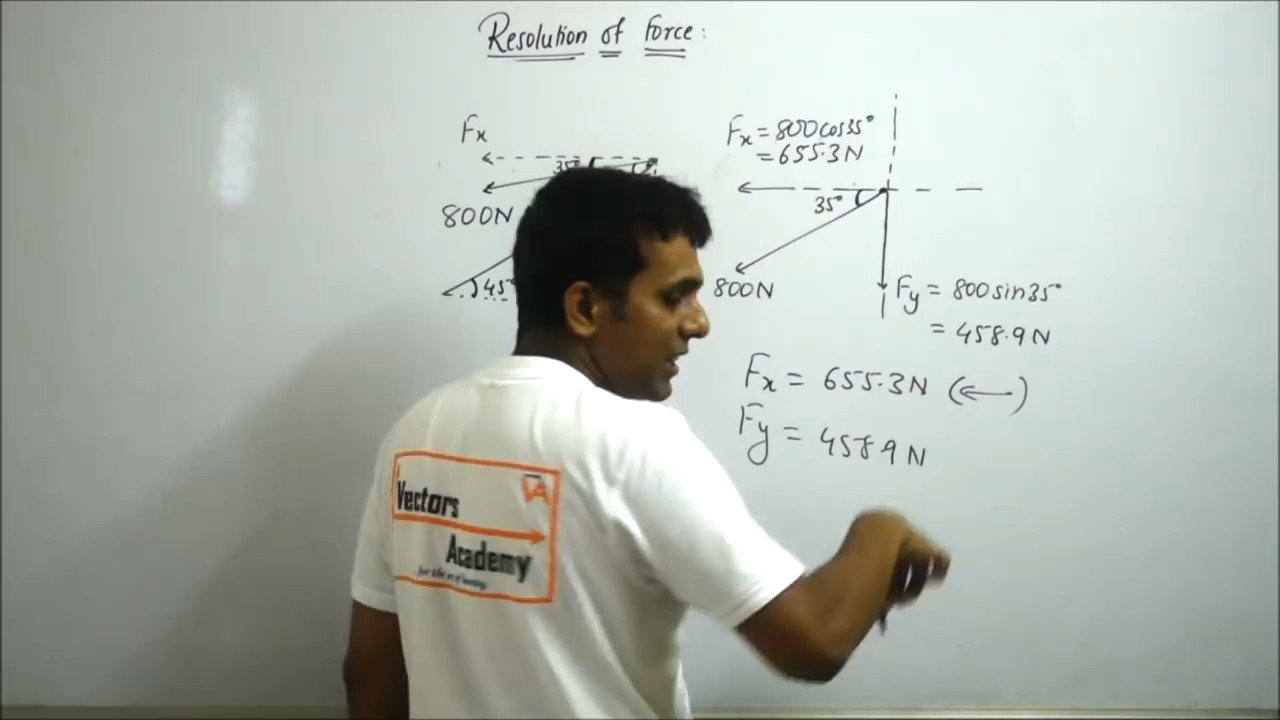 Resolution of Force:
Fx
35°
800N
45°
Fx = 800cos35°
= 655.3N
35°
800N
Fy = 800sin35°
= 458.9N
Fx = 655.3N (←)
Fy = 458.9N
Vectors
VA
Academy